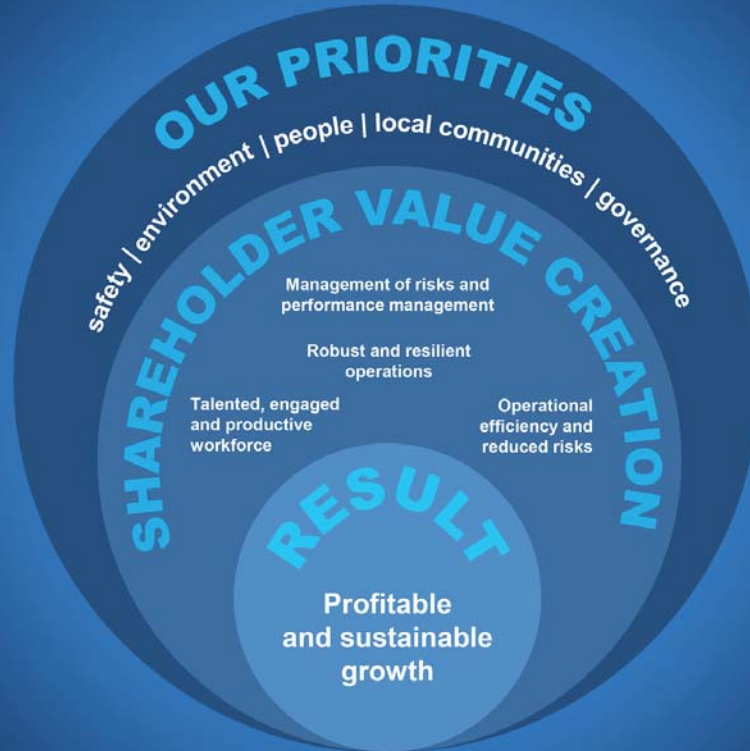 OUR PRIORITIES
safety | environment | people | local communities | governance
SHAREHOLDER VALUE CREATION
Management of risks and
performance management
Robust and resilient
operations
Talented, engaged
and productive
workforce
Operational
efficiency and
reduced risks
RESULT
Profitable
and sustainable
growth